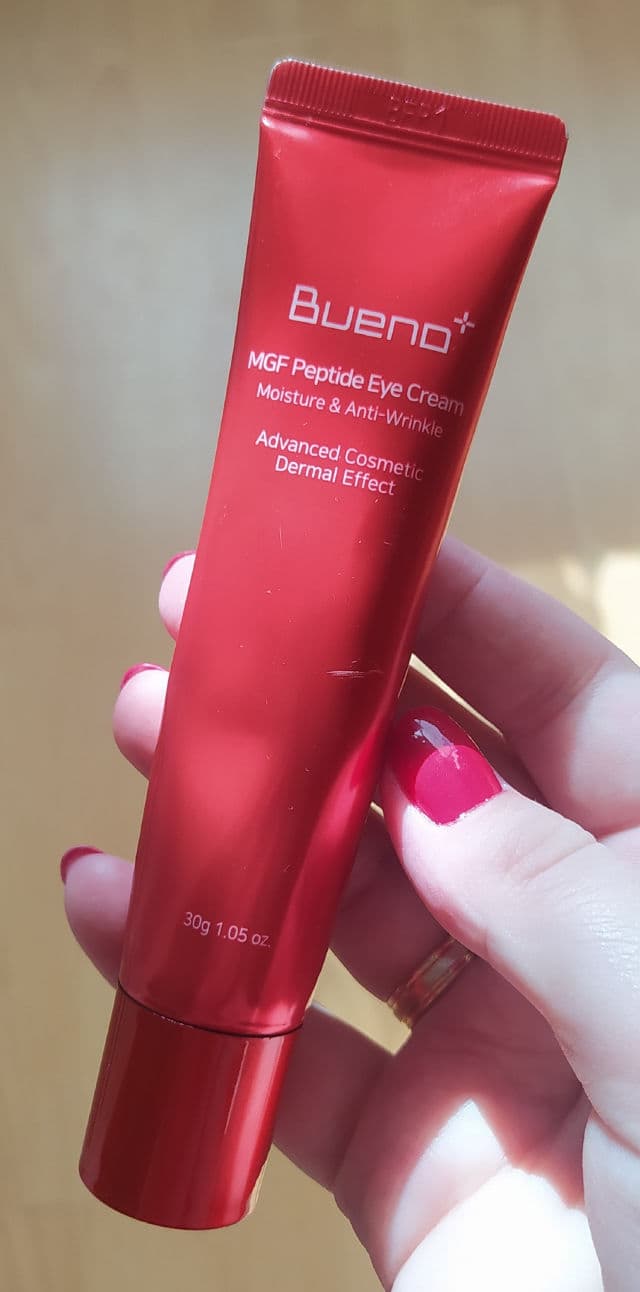 Bueno+
MGF Peptide Eye Cream
Moisture & Anti-Wrinkle
Advanced Cosmetic
Dermal Effect
30g 1.05 oz.